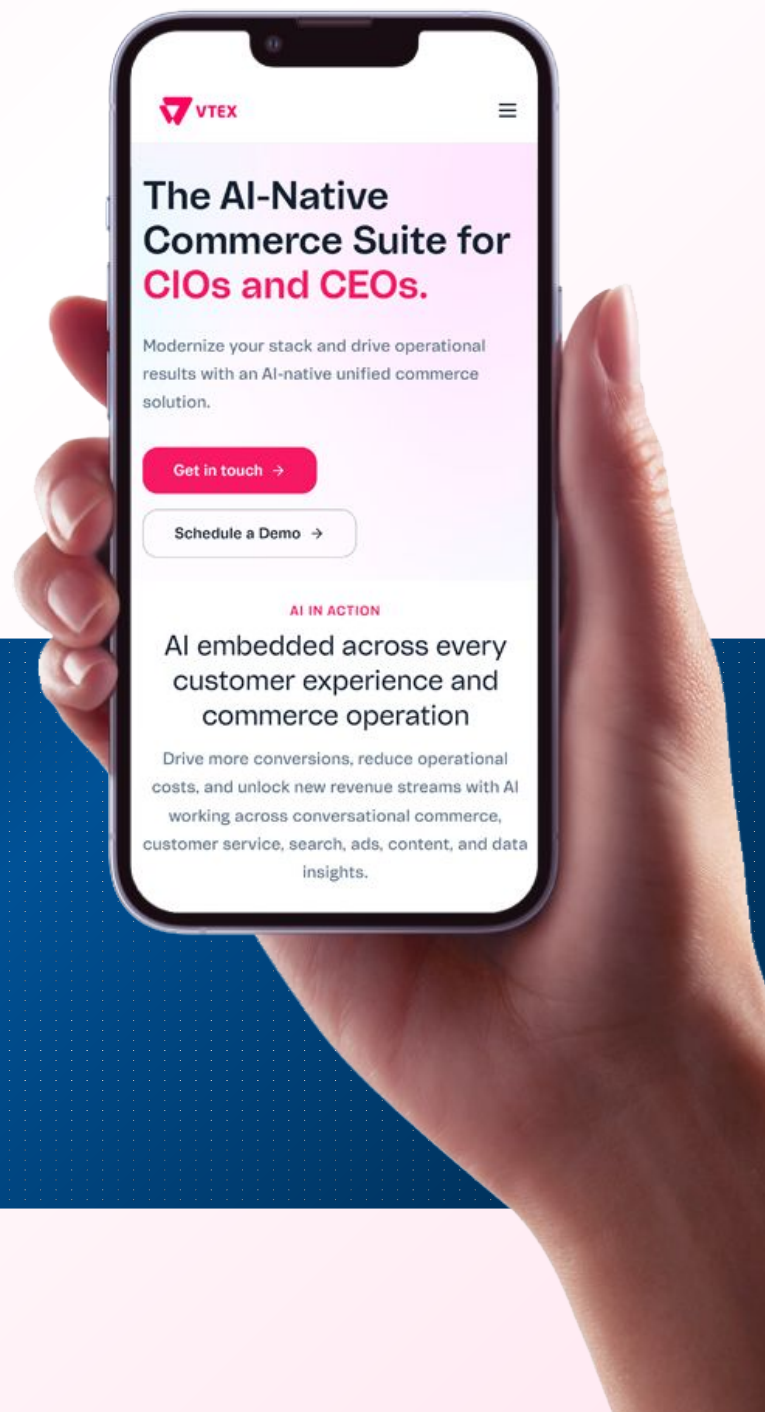 VTEX
The AI-Native
Commerce Suite for
CIOs and CEOs.
Modernize your stack and drive operational
results with an AI-native unified commerce
solution.
Get in touch →
Schedule a Demo →
AI IN ACTION
AI embedded across every
customer experience and
commerce operation
Drive more conversions, reduce operational
costs, and unlock new revenue streams with AI
working across conversational commerce,
customer service, search, ads, content, and data
insights.